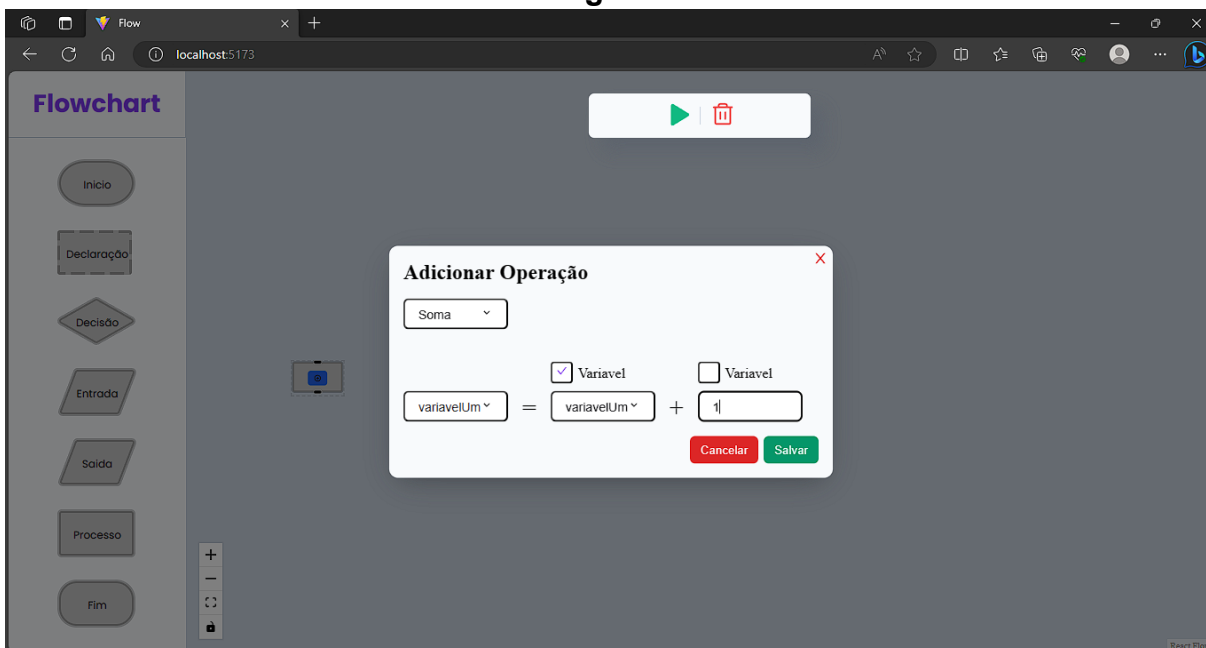 g
Flow
localhost:5173
Flowchart
Inicio
Declaração
Decisão
Entrada
Saida
Processo
Fim
Adicionar Operação
Soma
Variavel Variavel
variavelUm = variavelUm + 1
Cancelar Salvar